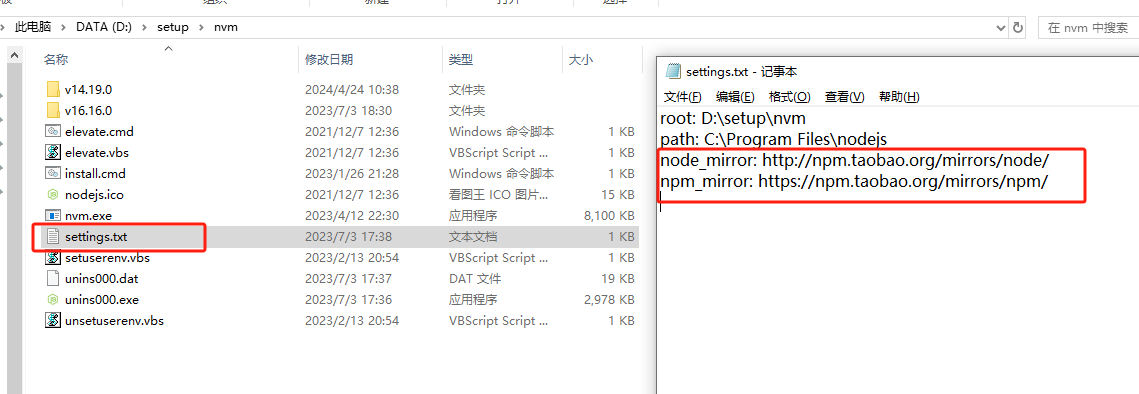 此电脑 > DATA (D:) > setup > nvm
在 nvm 中搜索
名称 修改日期 类型 大小
v14.19.0 2024/4/24 10:38 文件夹
v16.16.0 2023/7/3 18:30 文件夹
elevate.cmd 2021/12/7 12:36 Windows 命令脚本 1 KB
elevate.vbs 2021/12/7 12:36 VBScript Script ... 1 KB
install.cmd 2023/1/26 21:28 Windows 命令脚本 1 KB
nodejs.ico 2021/12/7 12:36 看图王 ICO 图片... 15 KB
nvm.exe 2023/4/12 22:30 应用程序 8,100 KB
settings.txt 2023/7/3 17:38 文本文档 1 KB
setuserenv.vbs 2023/2/13 20:54 VBScript Script ... 1 KB
unins000.dat 2023/7/3 17:37 DAT 文件 19 KB
unins000.exe 2023/7/3 17:36 应用程序 2,978 KB
unsetuserenv.vbs 2023/2/13 20:54 VBScript Script ... 1 KB
settings.txt - 记事本
文件(F) 编辑(E) 格式(O) 查看(V) 帮助(H)
root: D:\setup\nvm
path: C:\Program Files\nodejs
node_mirror: http://npm.taobao.org/mirrors/node/
npm_mirror: https://npm.taobao.org/mirrors/npm/